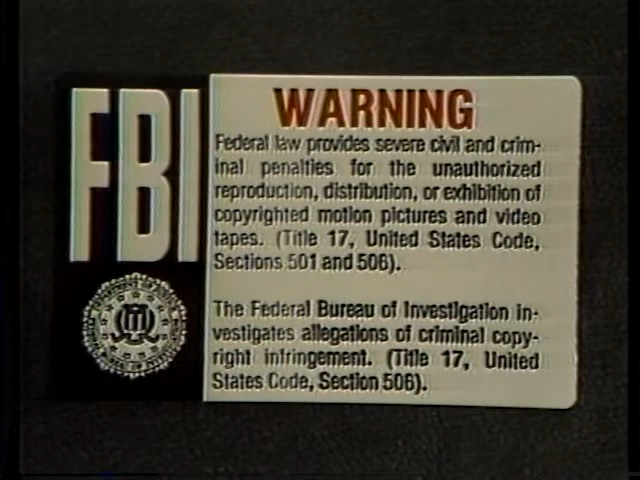 FBI
WARNING
Federal law provides severe civil and crim-
inal penalties for the unauthorized
reproduction, distribution, or exhibition of
copyrighted motion pictures and video
tapes. (Title 17, United States Code,
Sections 501 and 506).
The Federal Bureau of Investigation in-
vestigates allegations of criminal copy-
right infringement. (Title 17, United
States Code, Section 506).